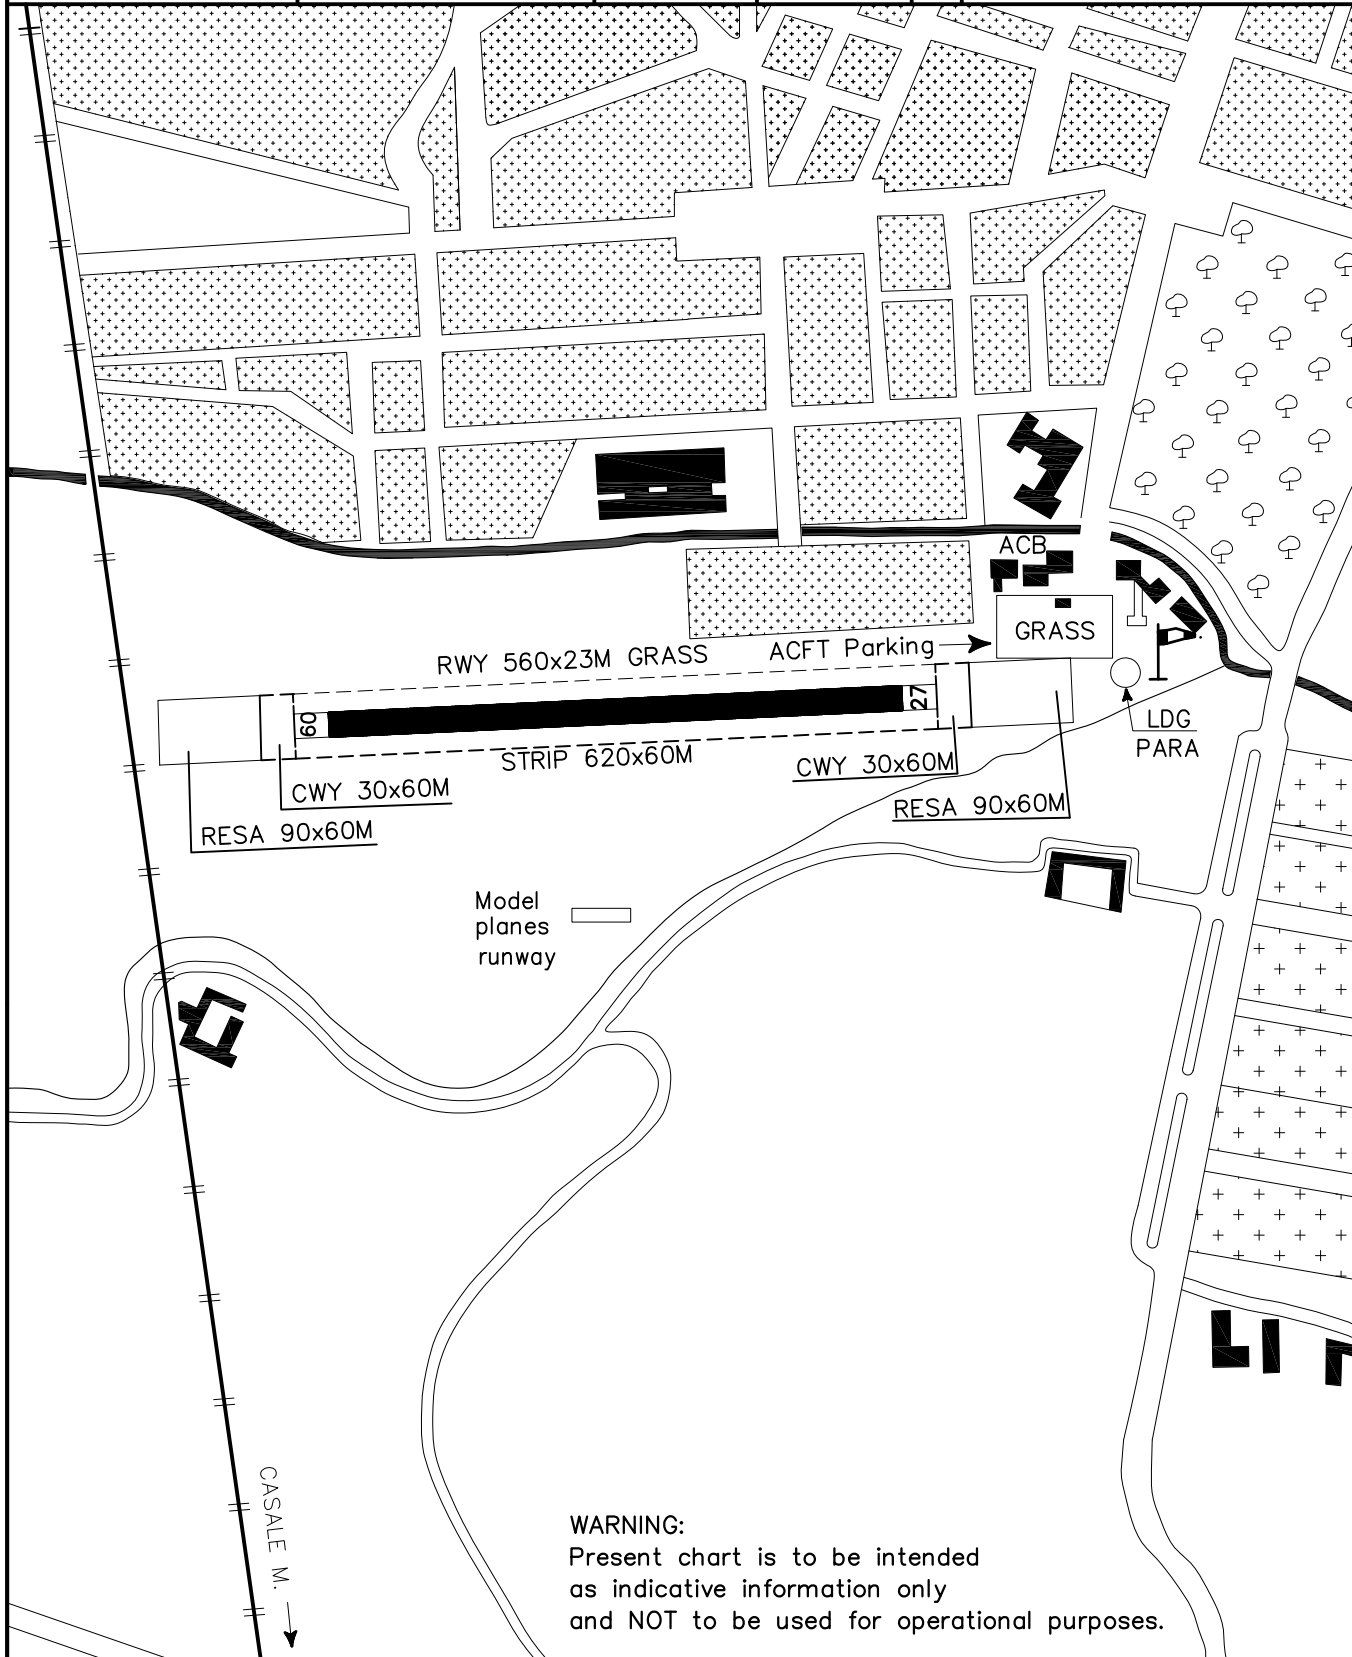 ACB
GRASS
ACFT Parking
RWY 560x23M GRASS
09
27
LDG
PARA
STRIP 620x60M
CWY 30x60M
CWY 30x60M
RESA 90x60M
RESA 90x60M
Model
planes
runway
CASALE M.
WARNING:
Present chart is to be intended
as indicative information only
and NOT to be used for operational purposes.